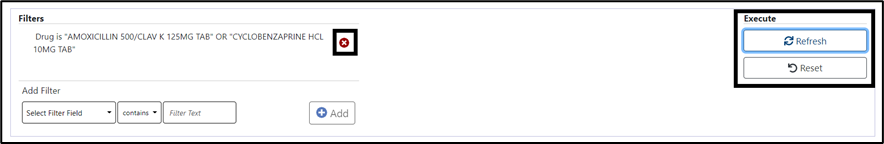 Filters
Drug is "AMOXICILLIN 500/CLAV K 125MG TAB" OR "CYCLOBENZAPRINE HCL
10MG TAB"
Add Filter
Select Filter Field contains Filter Text Add
Execute
Refresh
Reset